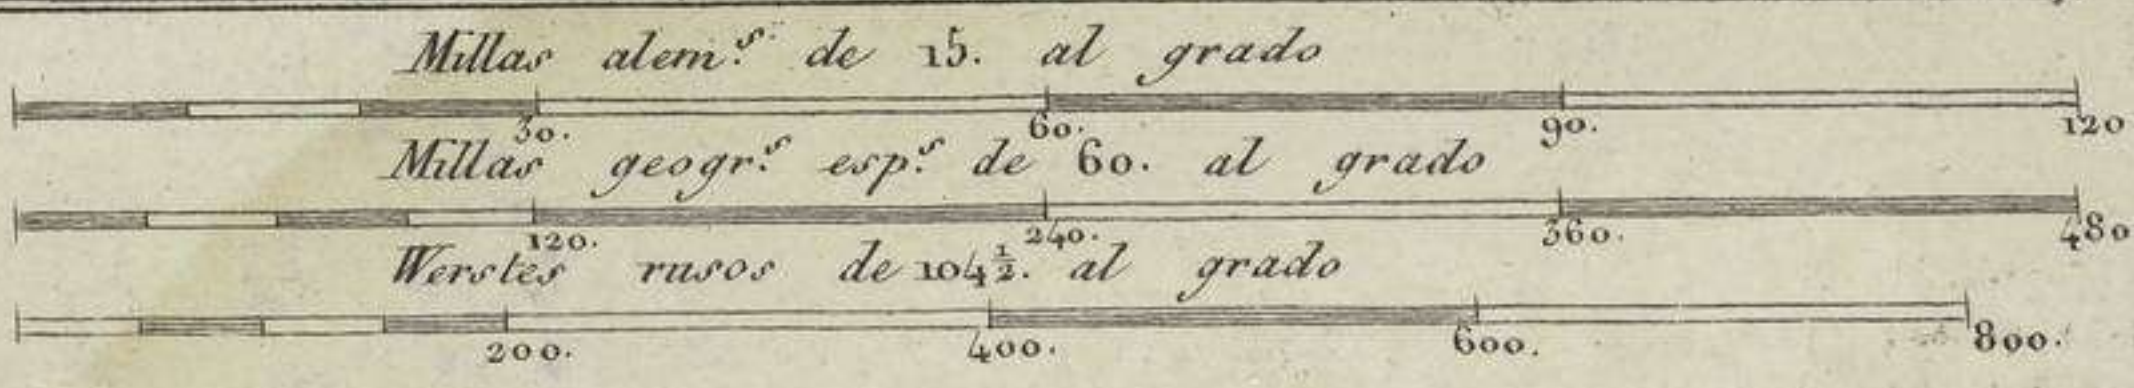 Millas alem.ˢ de 15. al grado
30. 60. 90. 120
Millas geogr.ˢ esp.ˢ de 60. al grado
120. 240. 360. 480
Werstes rusos de 104½. al grado
200. 400. 600. 800.